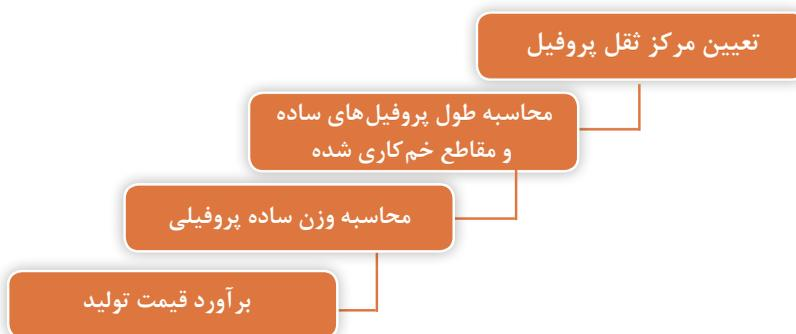 تعیین مرکز ثقل پروفیل
محاسبه طول پروفیل‌های ساده
و مقاطع خم‌کاری شده
محاسبه وزن ساده پروفیلی
برآورد قیمت تولید